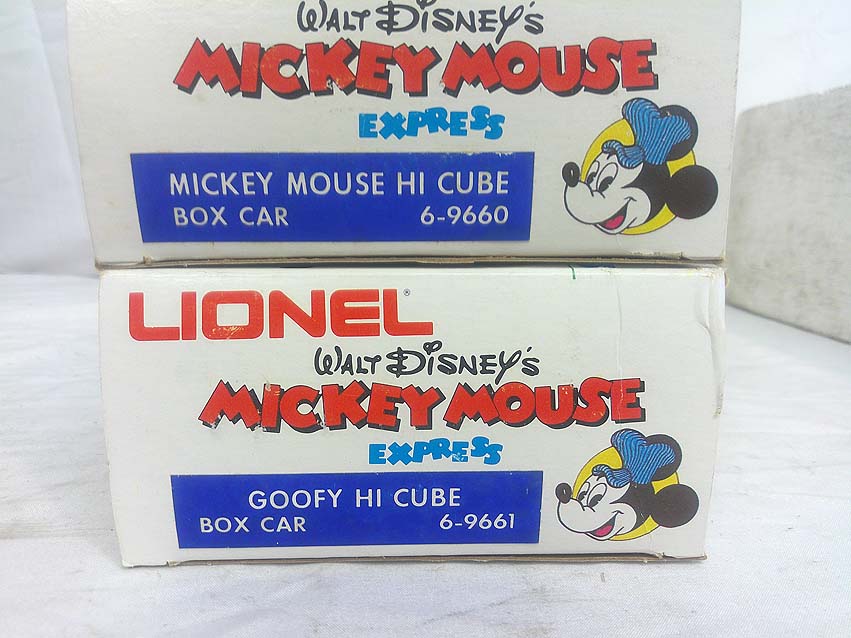 WALT DISNEY'S
MICKEY MOUSE
EXPRESS
MICKEY MOUSE HI CUBE
BOX CAR 6-9660
LIONEL®
WALT DISNEY'S
MICKEY MOUSE
EXPRESS
GOOFY HI CUBE
BOX CAR 6-9661